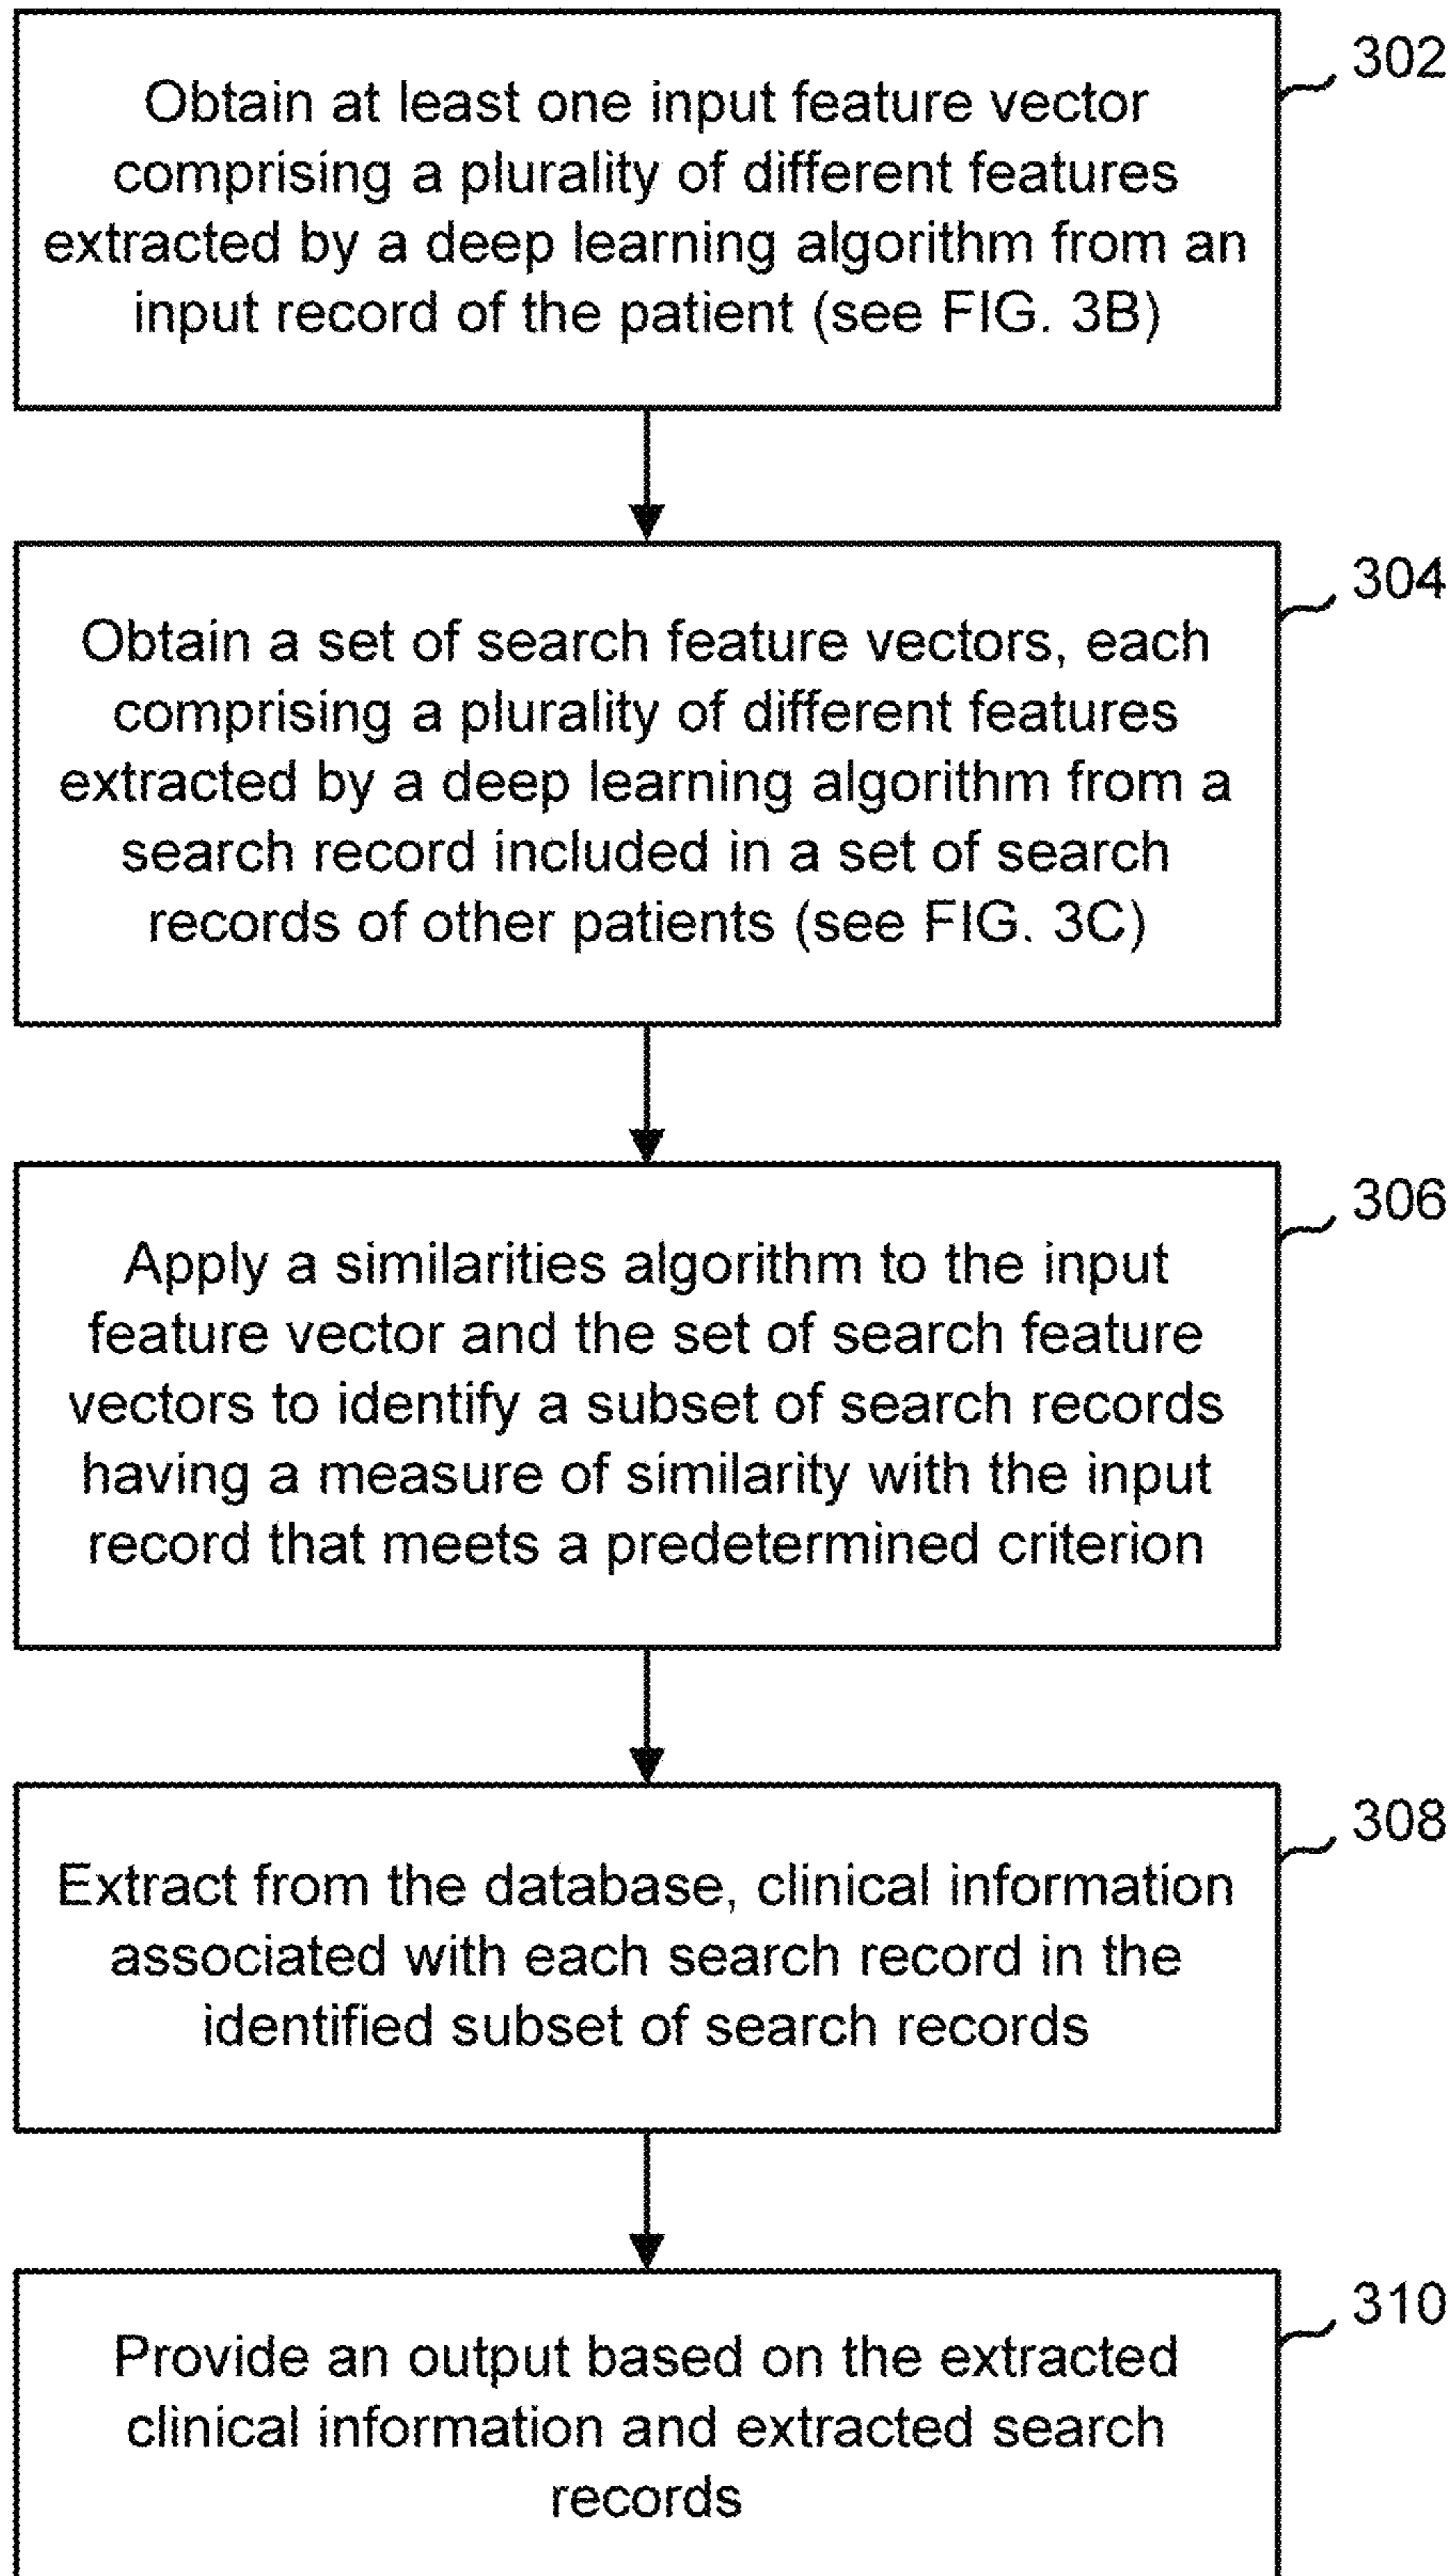 302
Obtain at least one input feature vector
comprising a plurality of different features
extracted by a deep learning algorithm from an
input record of the patient (see FIG. 3B)
304
Obtain a set of search feature vectors, each
comprising a plurality of different features
extracted by a deep learning algorithm from a
search record included in a set of search
records of other patients (see FIG. 3C)
306
Apply a similarities algorithm to the input
feature vector and the set of search feature
vectors to identify a subset of search records
having a measure of similarity with the input
record that meets a predetermined criterion
308
Extract from the database, clinical information
associated with each search record in the
identified subset of search records
310
Provide an output based on the extracted
clinical information and extracted search
records